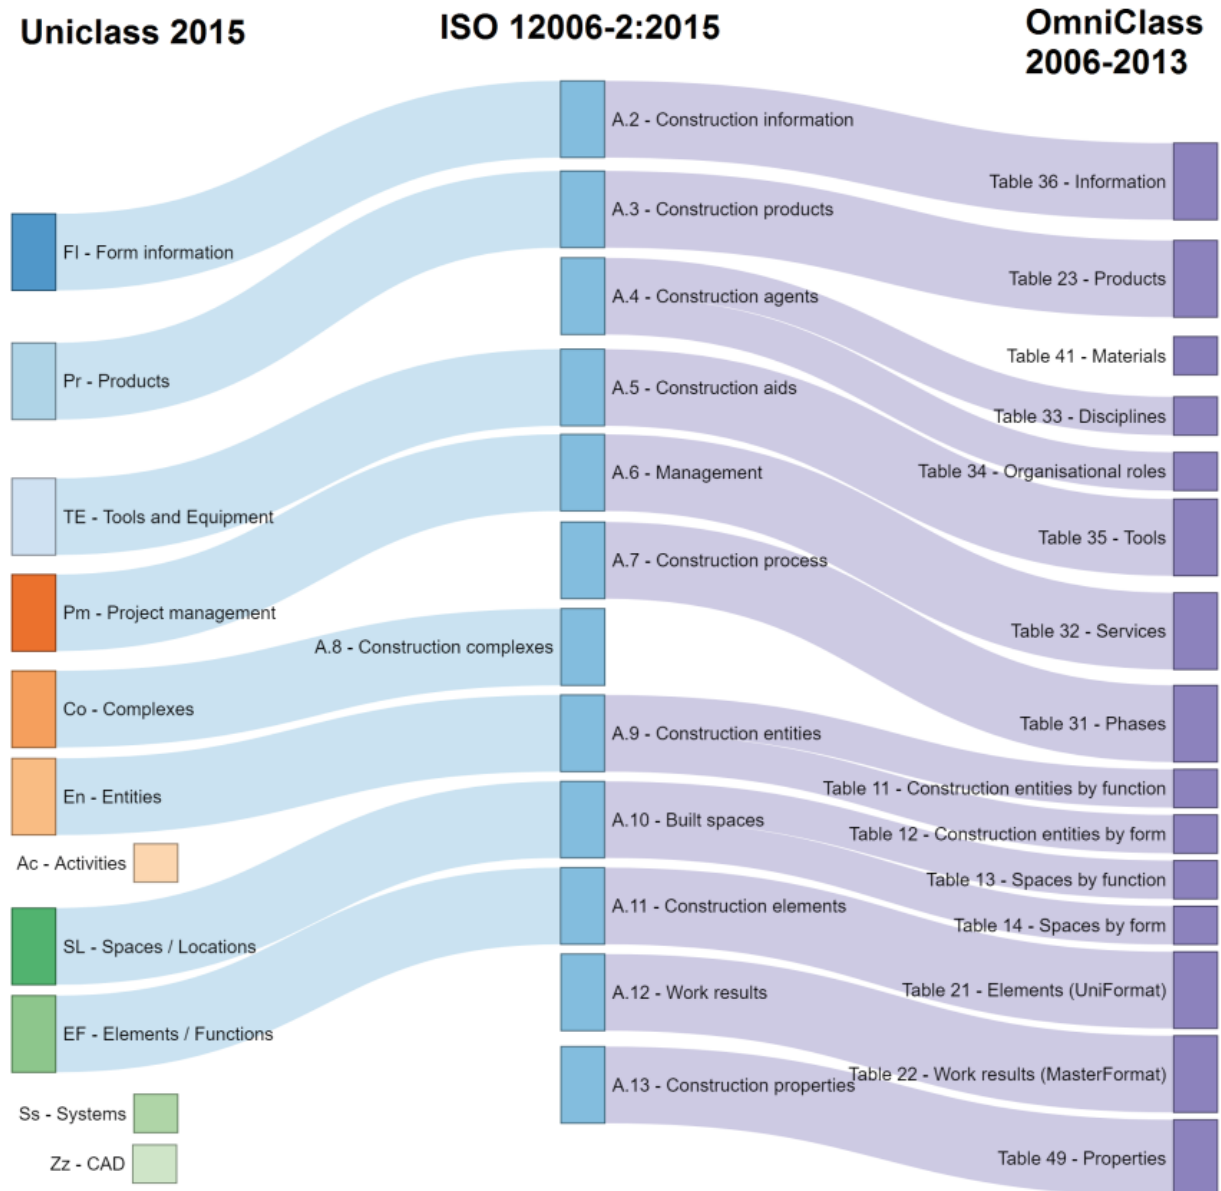 Uniclass 2015
ISO 12006-2:2015
OmniClass
2006-2013
FI - Form information
Pr - Products
TE - Tools and Equipment
Pm - Project management
Co - Complexes
En - Entities
Ac - Activities
SL - Spaces / Locations
EF - Elements / Functions
Ss - Systems
Zz - CAD
A.2 - Construction information
A.3 - Construction products
A.4 - Construction agents
A.5 - Construction aids
A.6 - Management
A.7 - Construction process
A.8 - Construction complexes
A.9 - Construction entities
A.10 - Built spaces
A.11 - Construction elements
A.12 - Work results
A.13 - Construction properties
Table 36 - Information
Table 23 - Products
Table 41 - Materials
Table 33 - Disciplines
Table 34 - Organisational roles
Table 35 - Tools
Table 32 - Services
Table 31 - Phases
Table 11 - Construction entities by function
Table 12 - Construction entities by form
Table 13 - Spaces by function
Table 14 - Spaces by form
Table 21 - Elements (UniFormat)
Table 22 - Work results (MasterFormat)
Table 49 - Properties